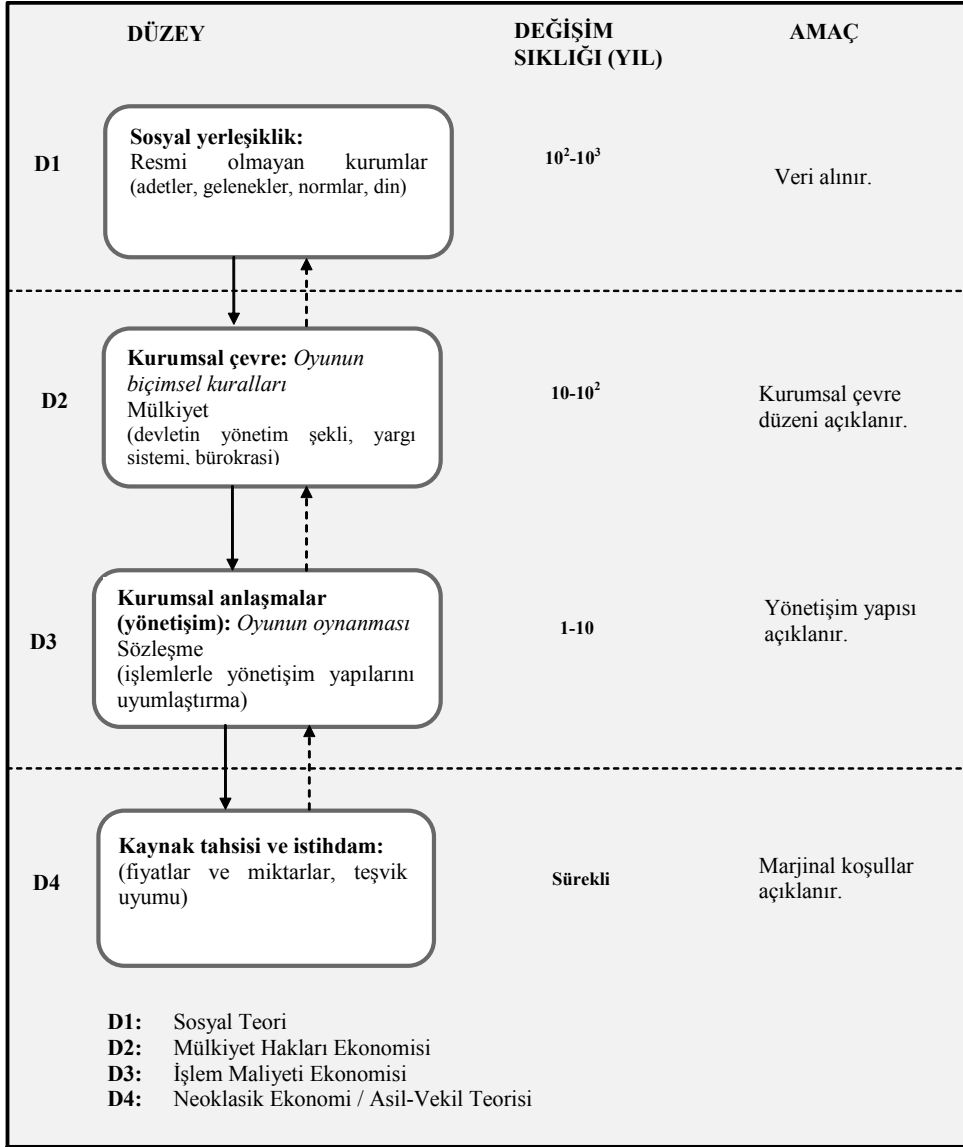 DÜZEY
DEĞİŞİM
SIKLIĞI (YIL)
AMAÇ
D1
Sosyal yerleşiklik:
Resmi olmayan kurumlar
(adetler, gelenekler, normlar, din)
10²-10³
Veri alınır.
D2
Kurumsal çevre: Oyunun
biçimsel kuralları
Mülkiyet
(devletin yönetim şekli, yargı
sistemi, bürokrasi)
10-10²
Kurumsal çevre
düzeni açıklanır.
D3
Kurumsal anlaşmalar
(yönetişim): Oyunun oynanması
Sözleşme
(işlemlerle yönetişim yapılarını
uyumlaştırma)
1-10
Yönetişim yapısı
açıklanır.
D4
Kaynak tahsisi ve istihdam:
(fiyatlar ve miktarlar, teşvik
uyumu)
Sürekli
Marjinal koşullar
açıklanır.
D1: Sosyal Teori
D2: Mülkiyet Hakları Ekonomisi
D3: İşlem Maliyeti Ekonomisi
D4: Neoklasik Ekonomi / Asil-Vekil Teorisi